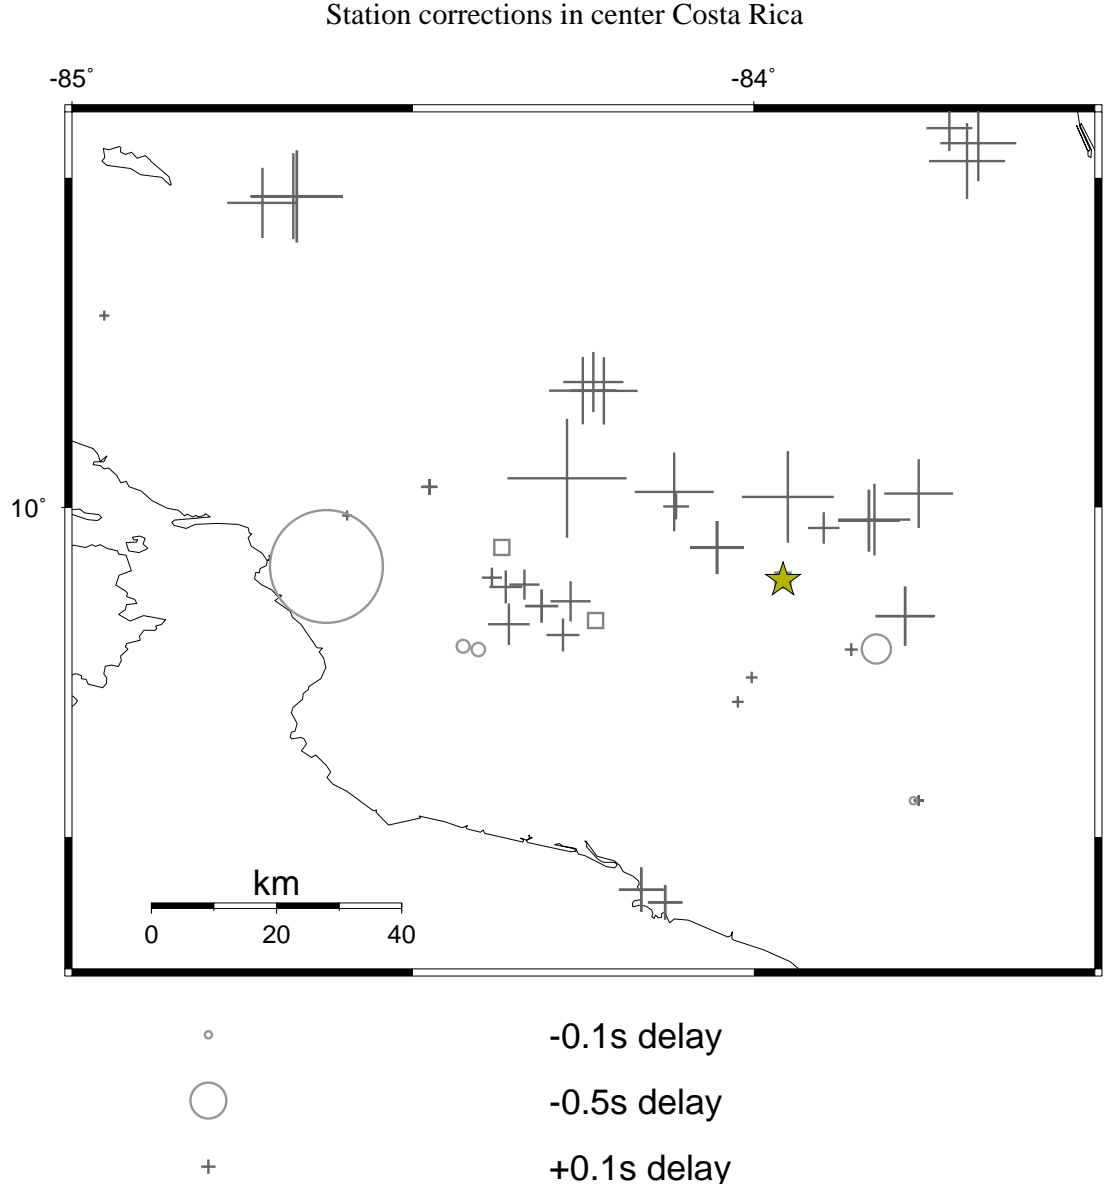 Station corrections in center Costa Rica
-85˚ -84˚
10˚
km
0 20 40
-0.1s delay
-0.5s delay
+0.1s delay